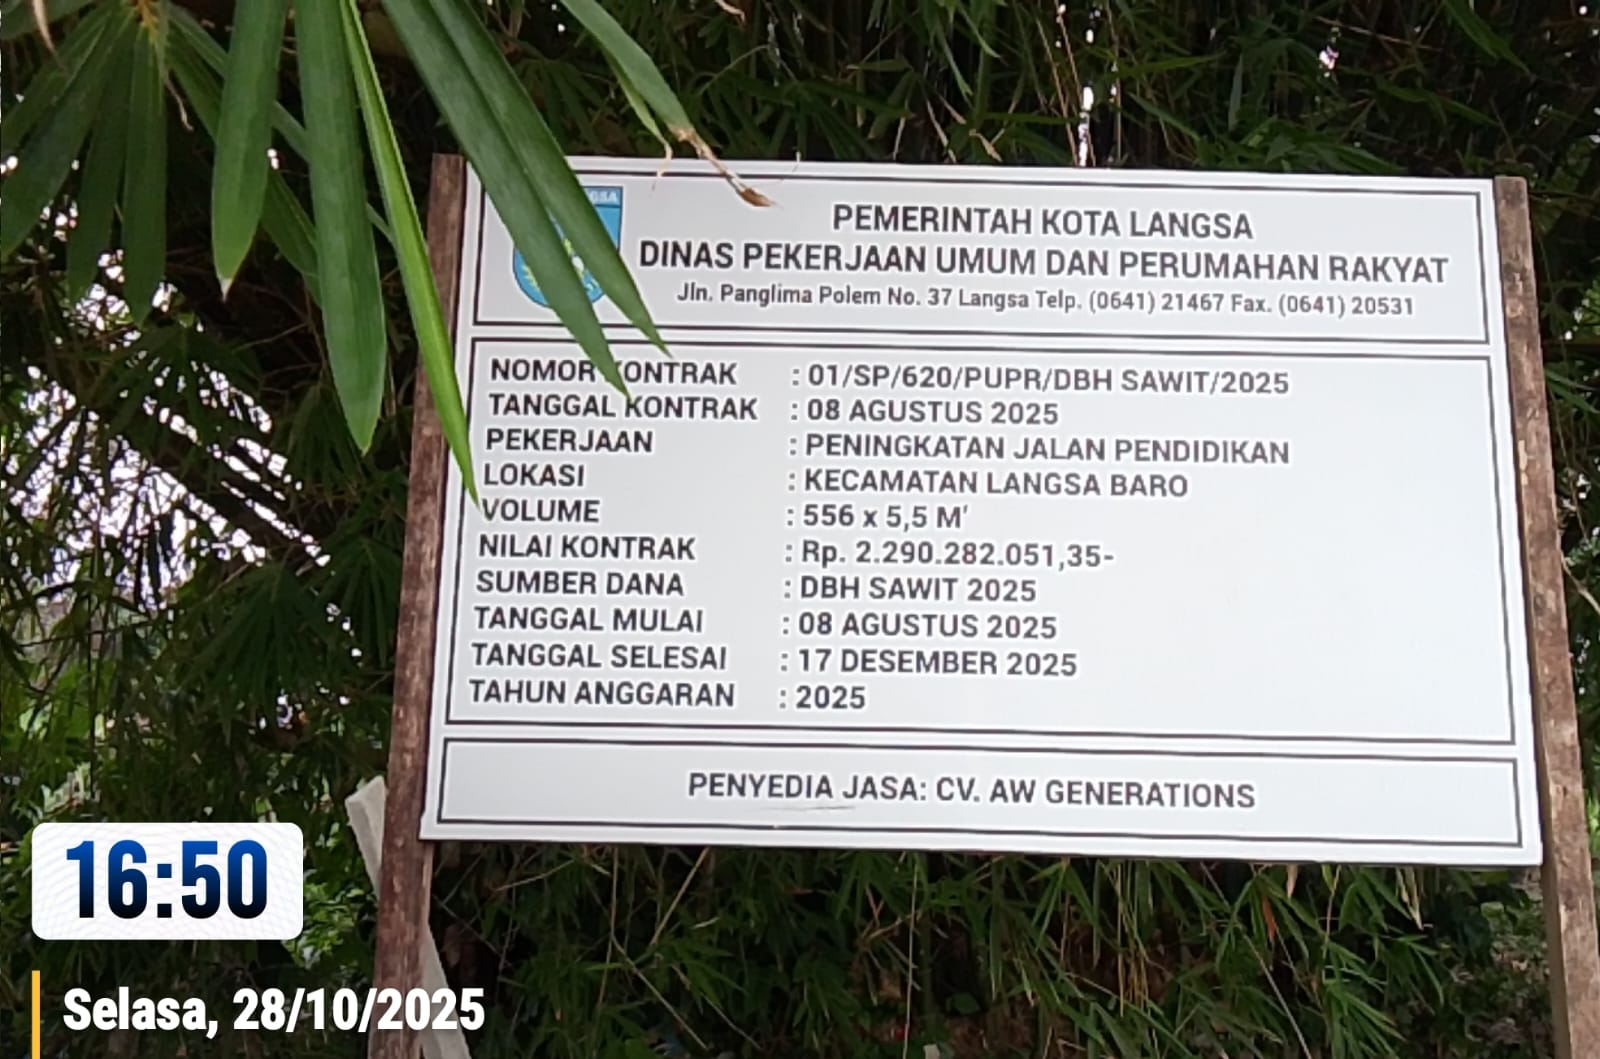 PEMERINTAH KOTA LANGSA
DINAS PEKERJAAN UMUM DAN PERUMAHAN RAKYAT
Jln. Panglima Polem No. 37 Langsa Telp. (0641) 21467 Fax. (0641) 20531
NOMOR KONTRAK : 01/SP/620/PUPR/DBH SAWIT/2025
TANGGAL KONTRAK : 08 AGUSTUS 2025
PEKERJAAN : PENINGKATAN JALAN PENDIDIKAN
LOKASI : KECAMATAN LANGSA BARO
VOLUME : 556 x 5,5 M'
NILAI KONTRAK : Rp. 2.290.282.051,35-
SUMBER DANA : DBH SAWIT 2025
TANGGAL MULAI : 08 AGUSTUS 2025
TANGGAL SELESAI : 17 DESEMBER 2025
TAHUN ANGGARAN : 2025
PENYEDIA JASA: CV. AW GENERATIONS
16:50
Selasa, 28/10/2025